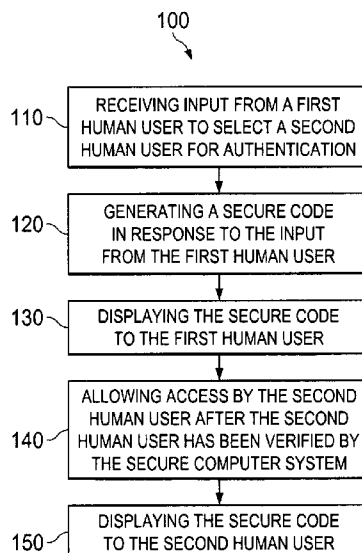 100
110
RECEIVING INPUT FROM A FIRST
HUMAN USER TO SELECT A SECOND
HUMAN USER FOR AUTHENTICATION
120
GENERATING A SECURE CODE
IN RESPONSE TO THE INPUT
FROM THE FIRST HUMAN USER
130
DISPLAYING THE SECURE CODE
TO THE FIRST HUMAN USER
140
ALLOWING ACCESS BY THE SECOND
HUMAN USER AFTER THE SECOND
HUMAN USER HAS BEEN VERIFIED BY
THE SECURE COMPUTER SYSTEM
150
DISPLAYING THE SECURE CODE
TO THE SECOND HUMAN USER